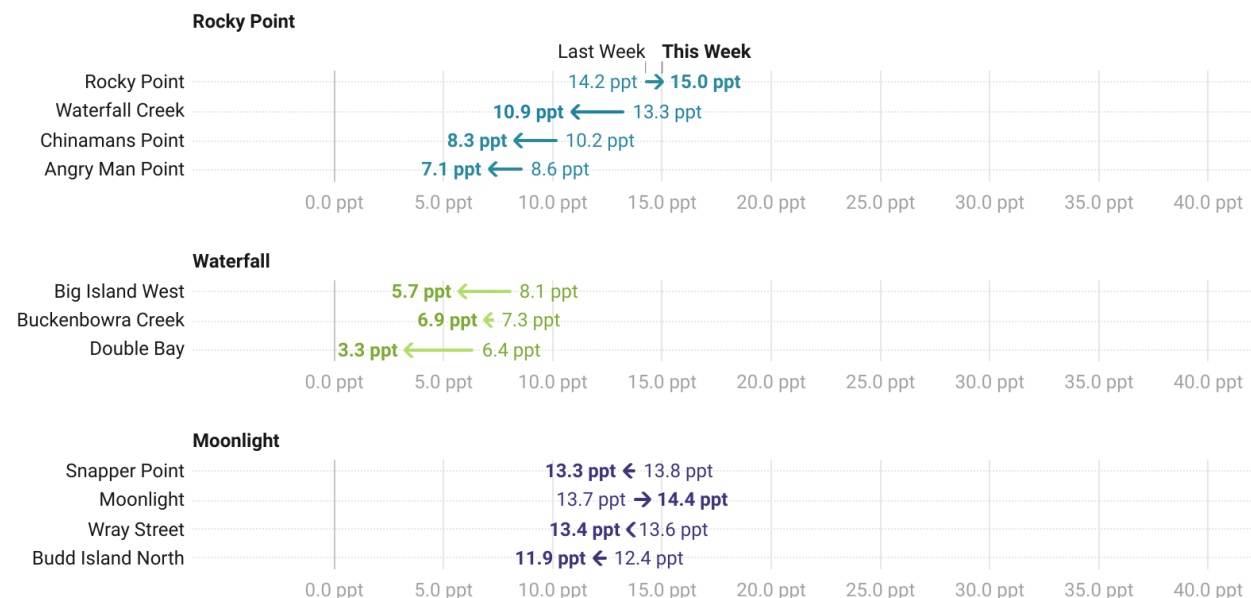 Rocky Point
Last Week This Week
Rocky Point 14.2 ppt 15.0 ppt
Waterfall Creek 10.9 ppt 13.3 ppt
Chinamans Point 8.3 ppt 10.2 ppt
Angry Man Point 7.1 ppt 8.6 ppt
0.0 ppt 5.0 ppt 10.0 ppt 15.0 ppt 20.0 ppt 25.0 ppt 30.0 ppt 35.0 ppt 40.0 ppt
Waterfall
Big Island West 5.7 ppt 8.1 ppt
Buckenbowra Creek 6.9 ppt 7.3 ppt
Double Bay 3.3 ppt 6.4 ppt
0.0 ppt 5.0 ppt 10.0 ppt 15.0 ppt 20.0 ppt 25.0 ppt 30.0 ppt 35.0 ppt 40.0 ppt
Moonlight
Snapper Point 13.3 ppt 13.8 ppt
Moonlight 13.7 ppt 14.4 ppt
Wray Street 13.4 ppt 13.6 ppt
Budd Island North 11.9 ppt 12.4 ppt
0.0 ppt 5.0 ppt 10.0 ppt 15.0 ppt 20.0 ppt 25.0 ppt 30.0 ppt 35.0 ppt 40.0 ppt